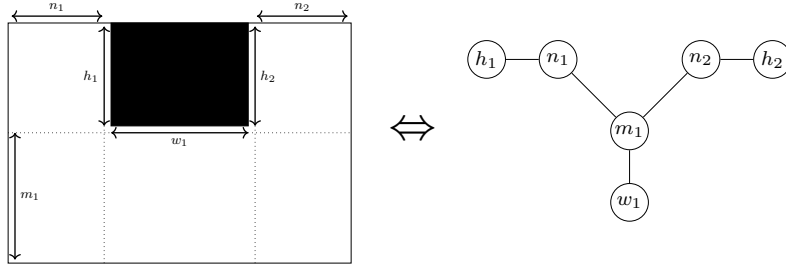 n₁ n₂
h₁ h₂
w₁
m₁
⇔
h₁ n₁ n₂ h₂
m₁
w₁